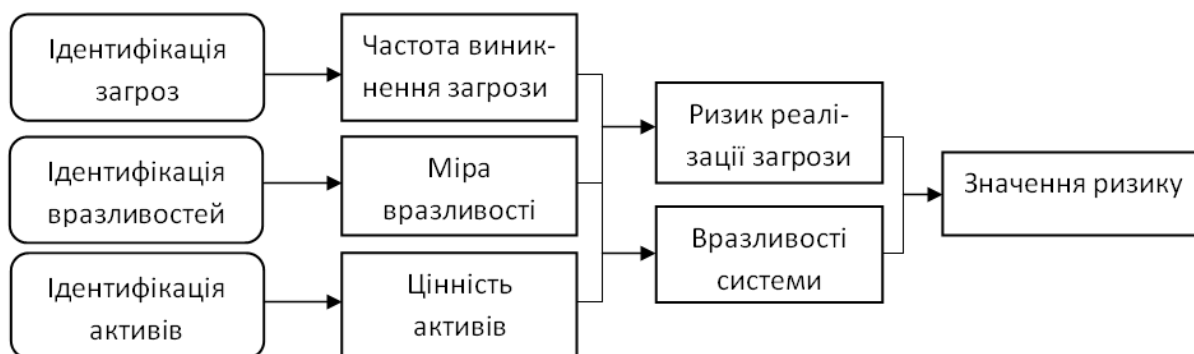 Ідентифікація
загроз
Частота виник-
нення загрози
Ідентифікація
вразливостей
Міра
вразливості
Ідентифікація
активів
Цінність
активів
Ризик реалі-
зації загрози
Вразливості
системи
Значення ризику